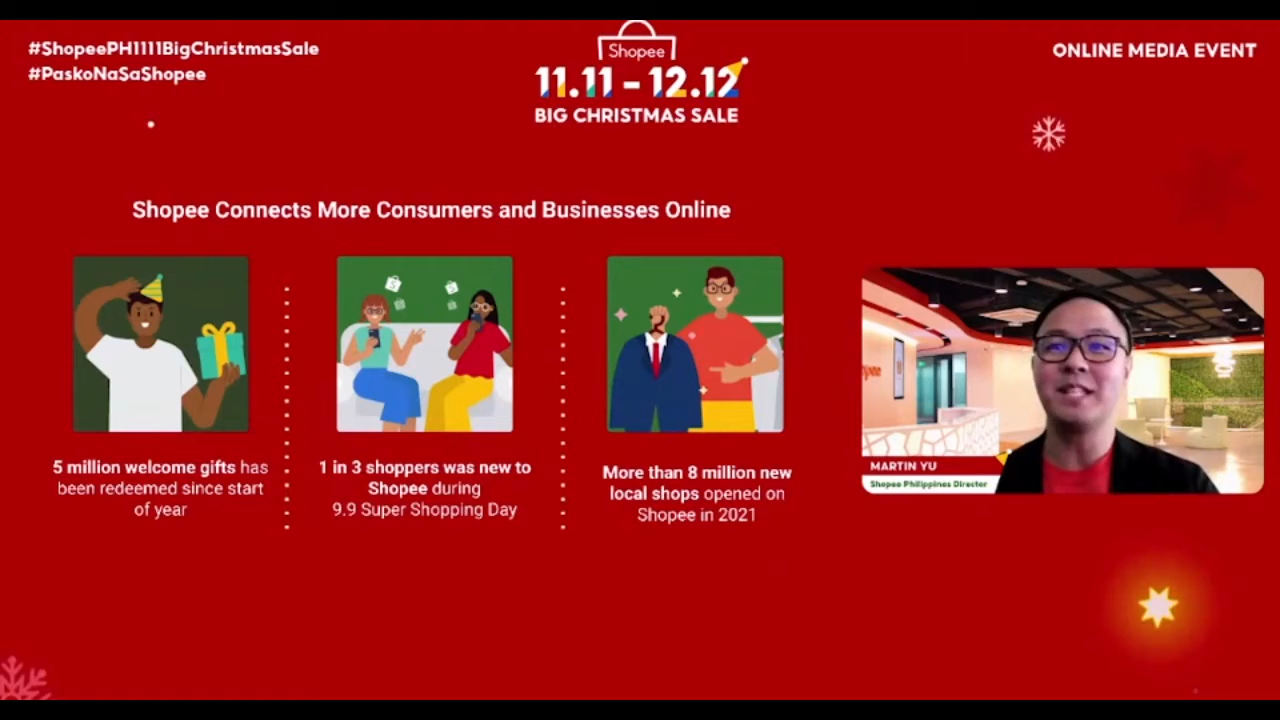 #ShopeePH1111BigChristmasSale
#PaskoNaSaShopee
Shopee
11.11 - 12.12
BIG CHRISTMAS SALE
ONLINE MEDIA EVENT
Shopee Connects More Consumers and Businesses Online
5 million welcome gifts has
been redeemed since start
of year
1 in 3 shoppers was new to
Shopee during
9.9 Super Shopping Day
More than 8 million new
local shops opened on
Shopee in 2021
MARTIN YU
Shopee Philippines Director